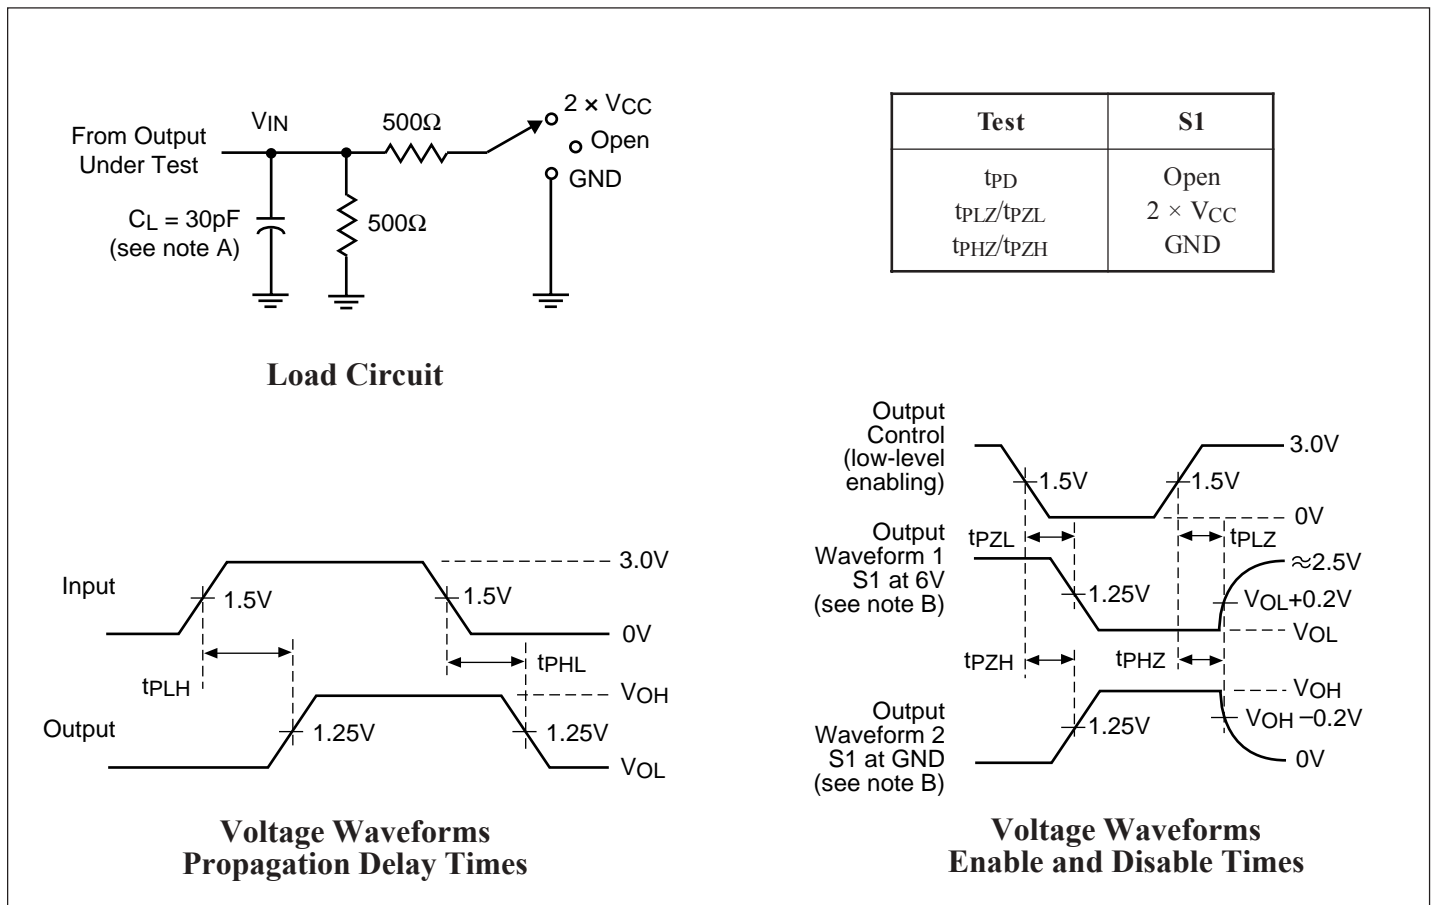 From Output
Under Test
VIN
500Ω
2 × VCC
Open
GND
CL = 30pF
(see note A)
500Ω
Load Circuit
Test S1
tPD Open
tPLZ/tPZL 2 × VCC
tPHZ/tPZH GND
Input
1.5V
1.5V
3.0V
0V
tPLH
tPHL
Output
1.25V
1.25V
VOH
VOL
Voltage Waveforms
Propagation Delay Times
Output
Control
(low-level
enabling)
1.5V
1.5V
3.0V
0V
Output
Waveform 1
S1 at 6V
(see note B)
tPZL
tPLZ
1.25V
≈2.5V
VOL+0.2V
VOL
tPZH
tPHZ
Output
Waveform 2
S1 at GND
(see note B)
1.25V
VOH
VOH –0.2V
0V
Voltage Waveforms
Enable and Disable Times